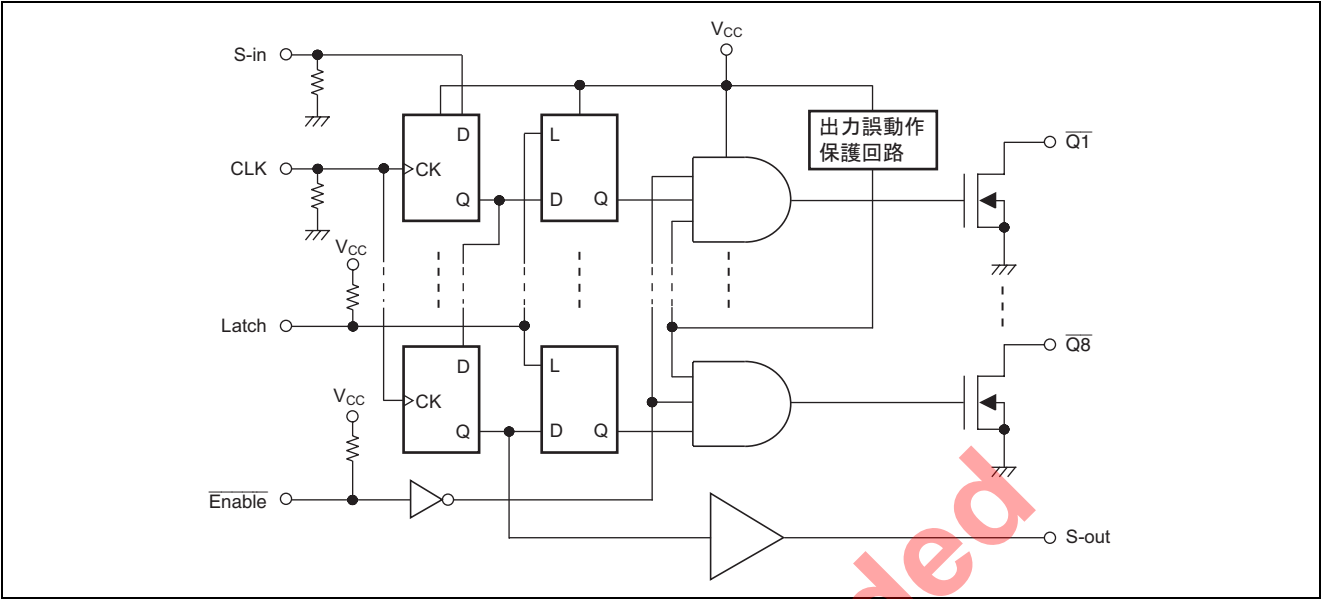 VCC
S-in
出力誤動作
保護回路
D
L
Q1
CLK
CK
Q
D
Q
VCC
Latch
Q8
D
L
VCC
CK
Q
D
Q
Enable
S-out
ded